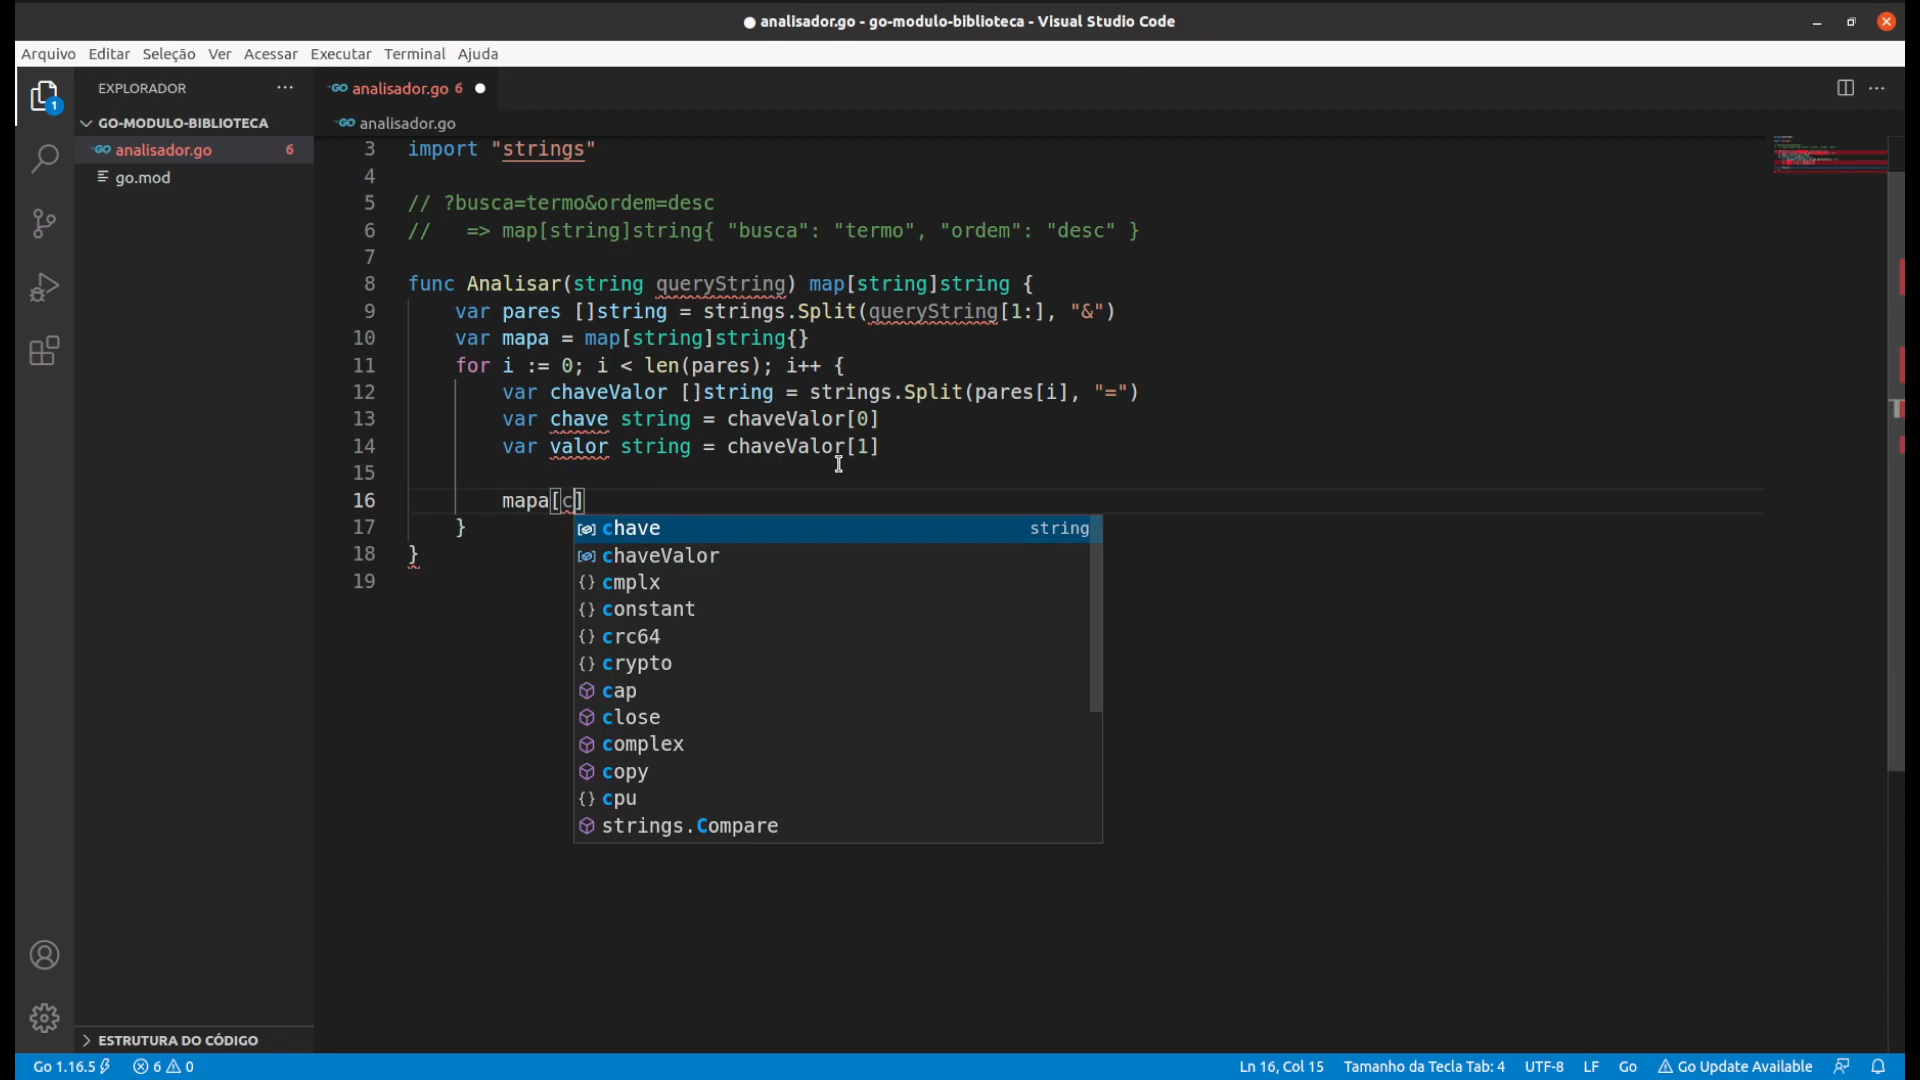 analisador.go - go-modulo-biblioteca - Visual Studio Code
Arquivo Editar Seleção Ver Acessar Executar Terminal Ajuda
EXPLORADOR
GO-MODULO-BIBLIOTECA
GO analisador.go 6
go.mod
1
ESTRUTURA DO CÓDIGO
GO analisador.go 6
GO analisador.go
3 import "strings"
4
5 // ?busca=termo&ordem=desc
6 // => map[string]string{ "busca": "termo", "ordem": "desc" }
7
8 func Analisar(string queryString) map[string]string {
9 var pares []string = strings.Split(queryString[1:], "&")
10 var mapa = map[string]string{}
11 for i := 0; i < len(pares); i++ {
12 var chaveValor []string = strings.Split(pares[i], "=")
13 var chave string = chaveValor[0]
14 var valor string = chaveValor[1]
15
16 mapa[c]
17 }
18 }
19
chave string
chaveValor
cmplx
constant
crc64
crypto
cap
close
complex
copy
cpu
strings.Compare
Go 1.16.5 6 0 Ln 16, Col 15 Tamanho da Tecla Tab: 4 UTF-8 LF Go Go Update Available